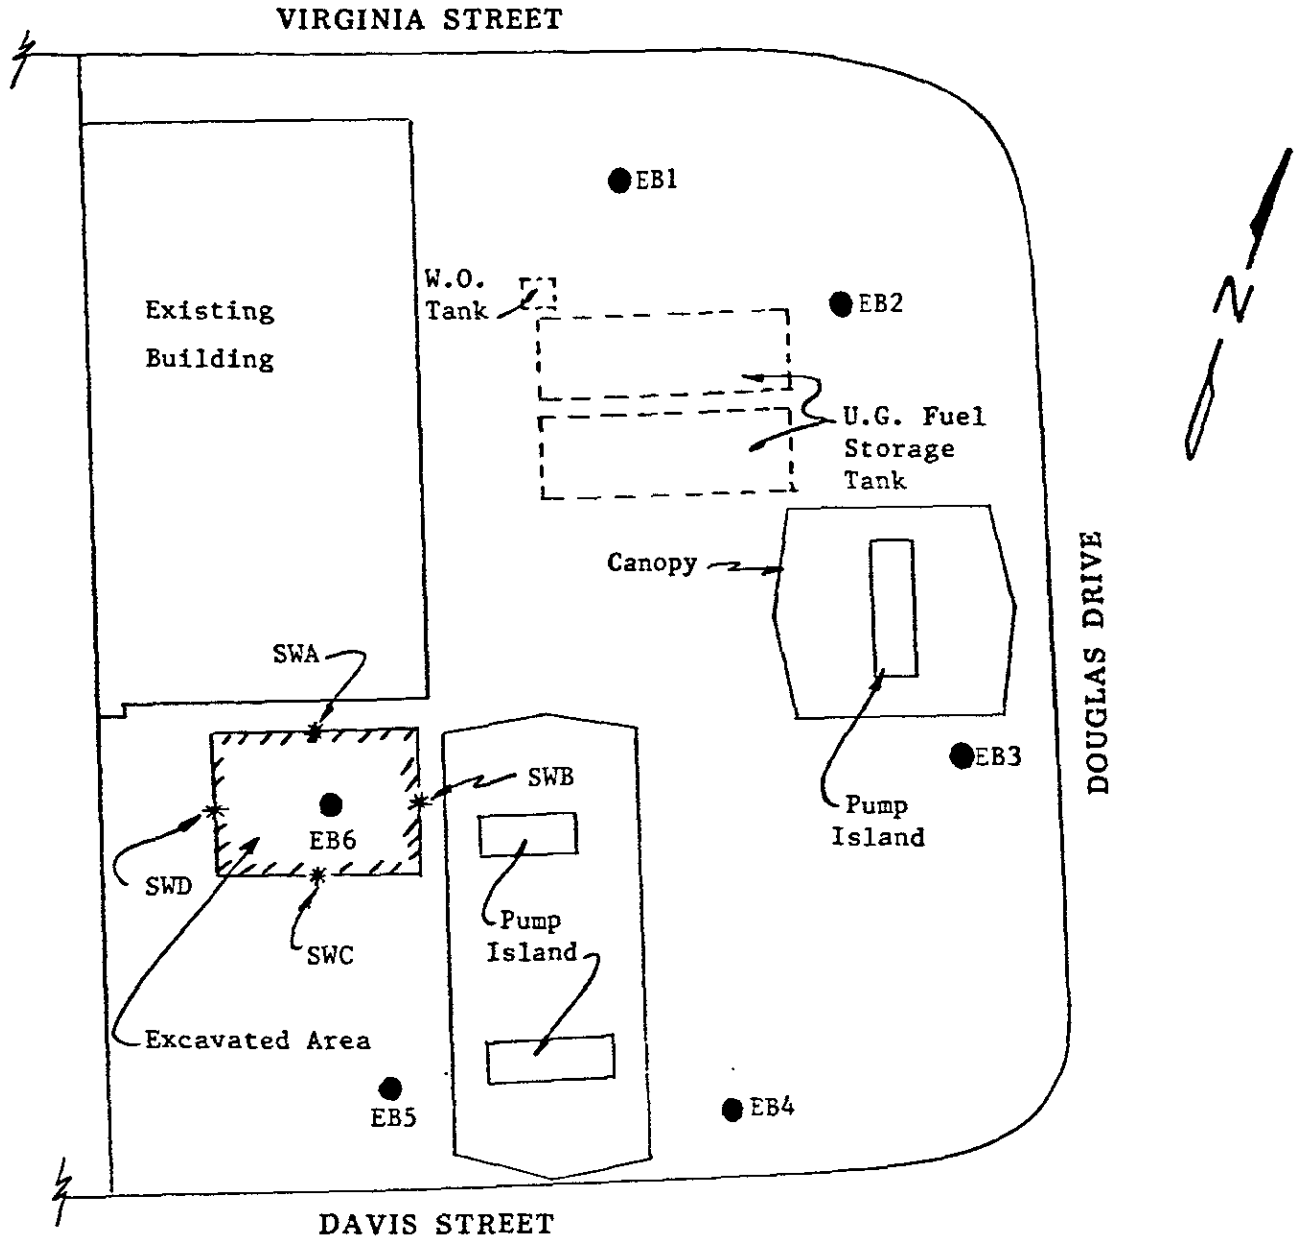 VIRGINIA STREET
EB1
W.O.
Tank
EB2
Existing
Building
N
U.G. Fuel
Storage
Tank
Canopy
DOUGLAS DRIVE
SWA
EB3
SWB
Pump
Island
EB6
SWD
Pump
Island
SWC
Excavated Area
EB5
EB4
DAVIS STREET